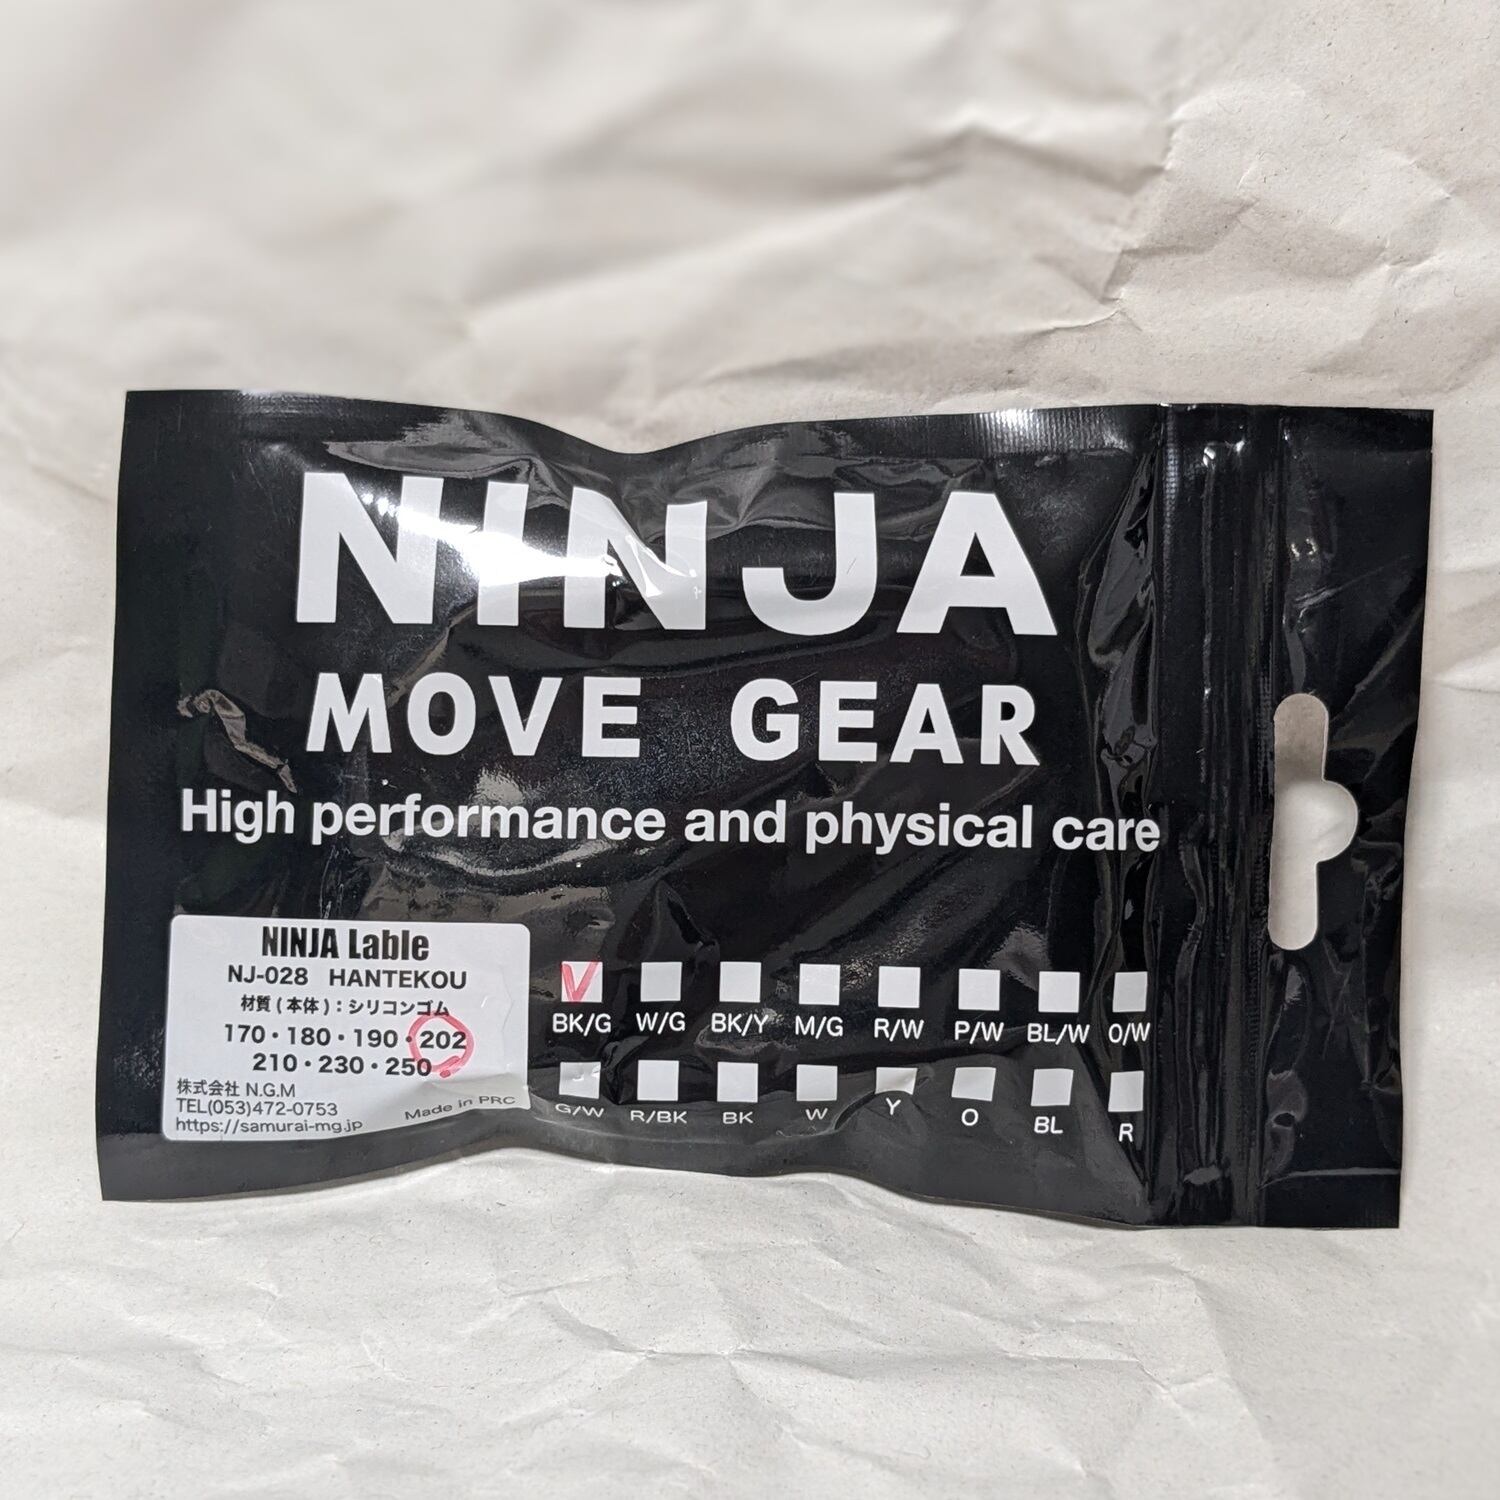 NINJA
MOVE GEAR
High performance and physical care
NINJA Lable
NJ-028 HANTEKOU
材質(本体):シリコンゴム
170・180・190・202
210・230・250
株式会社 N.G.M
TEL(053)472-0753
https://samurai-mg.jp
Made in PRC
BK/G W/G BK/Y M/G R/W P/W BL/W O/W
G/W R/BK BK W Y O BL R